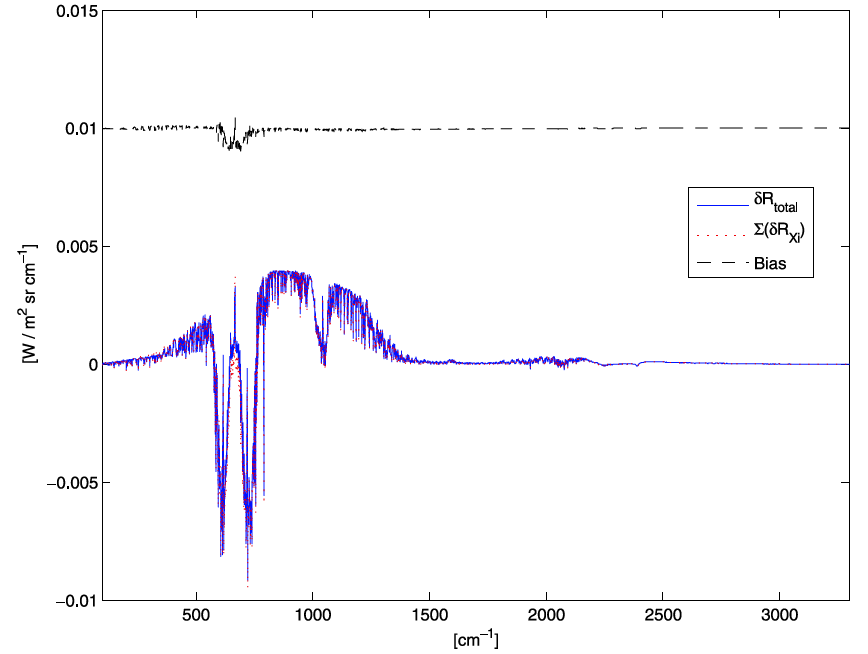 0.015
0.01
0.005
0
−0.005
−0.01
[W / m² sr cm⁻¹]
δR_total
Σ(δR_Xi)
Bias
500 1000 1500 2000 2500 3000
[cm⁻¹]